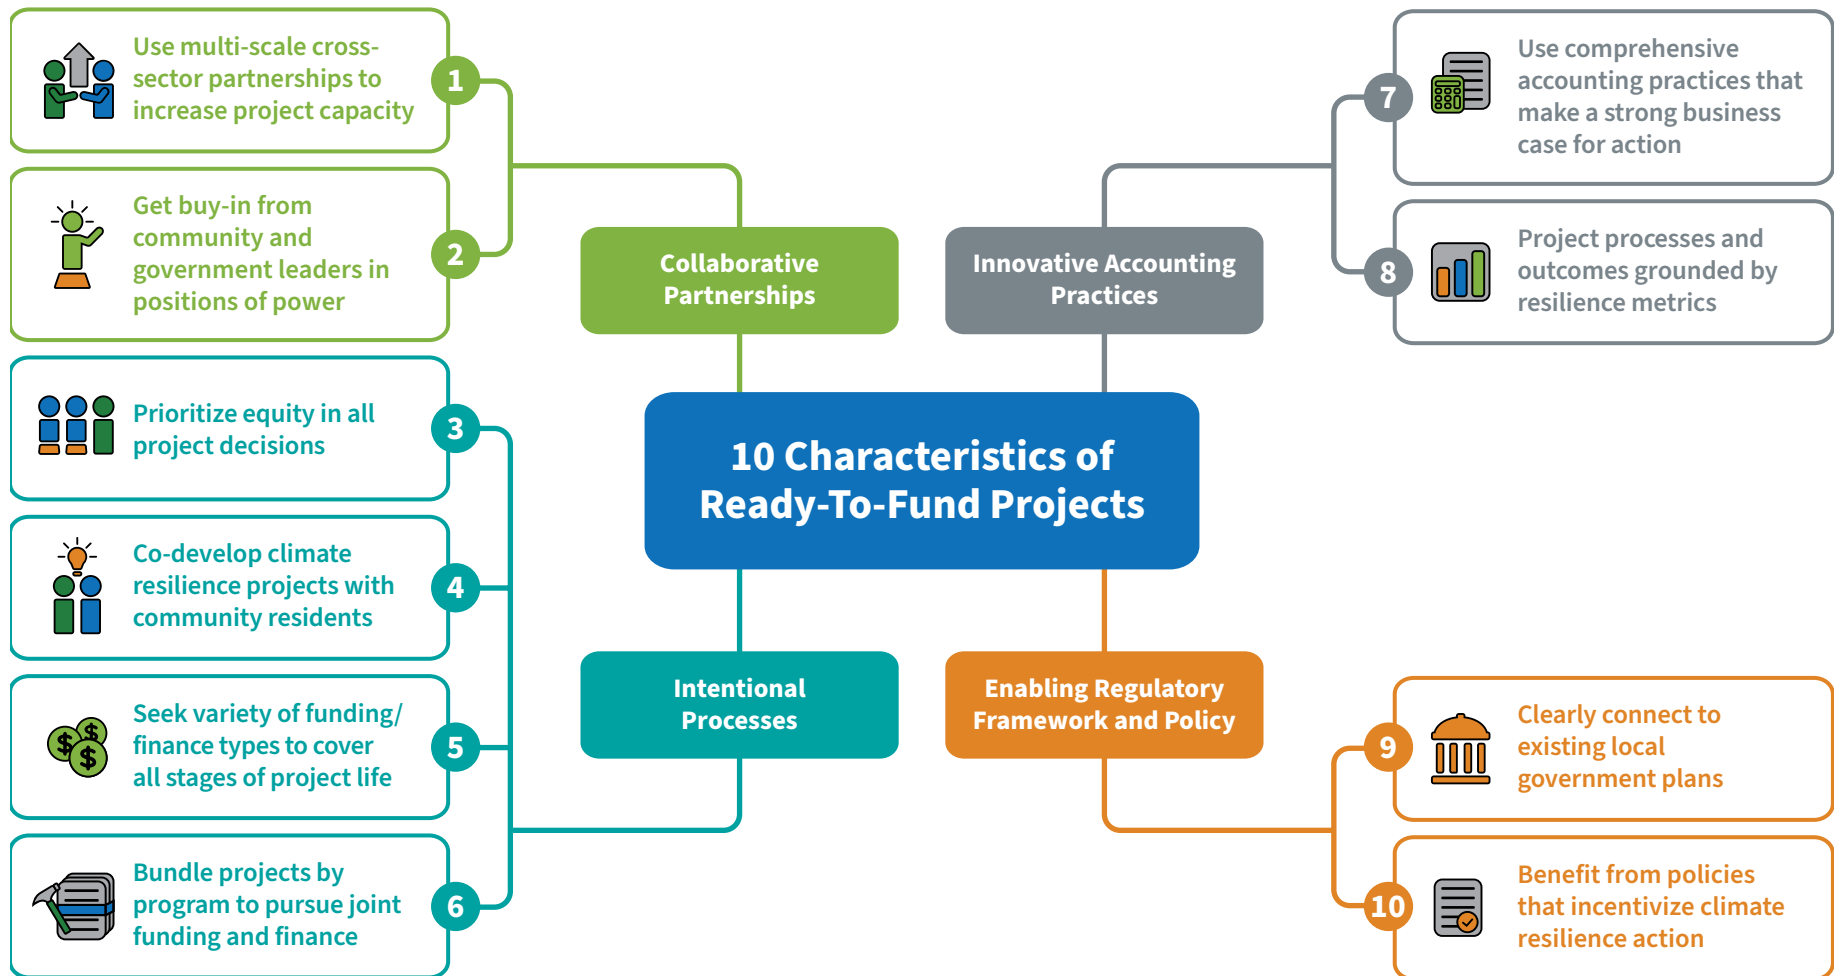 10 Characteristics of
Ready-To-Fund Projects
Collaborative
Partnerships
1
Use multi-scale cross-
sector partnerships to
increase project capacity
2
Get buy-in from
community and
government leaders in
positions of power
Intentional
Processes
3
Prioritize equity in all
project decisions
4
Co-develop climate
resilience projects with
community residents
5
Seek variety of funding/
finance types to cover
all stages of project life
$
$
$
6
Bundle projects by
program to pursue joint
funding and finance
Innovative Accounting
Practices
7
Use comprehensive
accounting practices that
make a strong business
case for action
8
Project processes and
outcomes grounded by
resilience metrics
Enabling Regulatory
Framework and Policy
9
Clearly connect to
existing local
government plans
10
Benefit from policies
that incentivize climate
resilience action